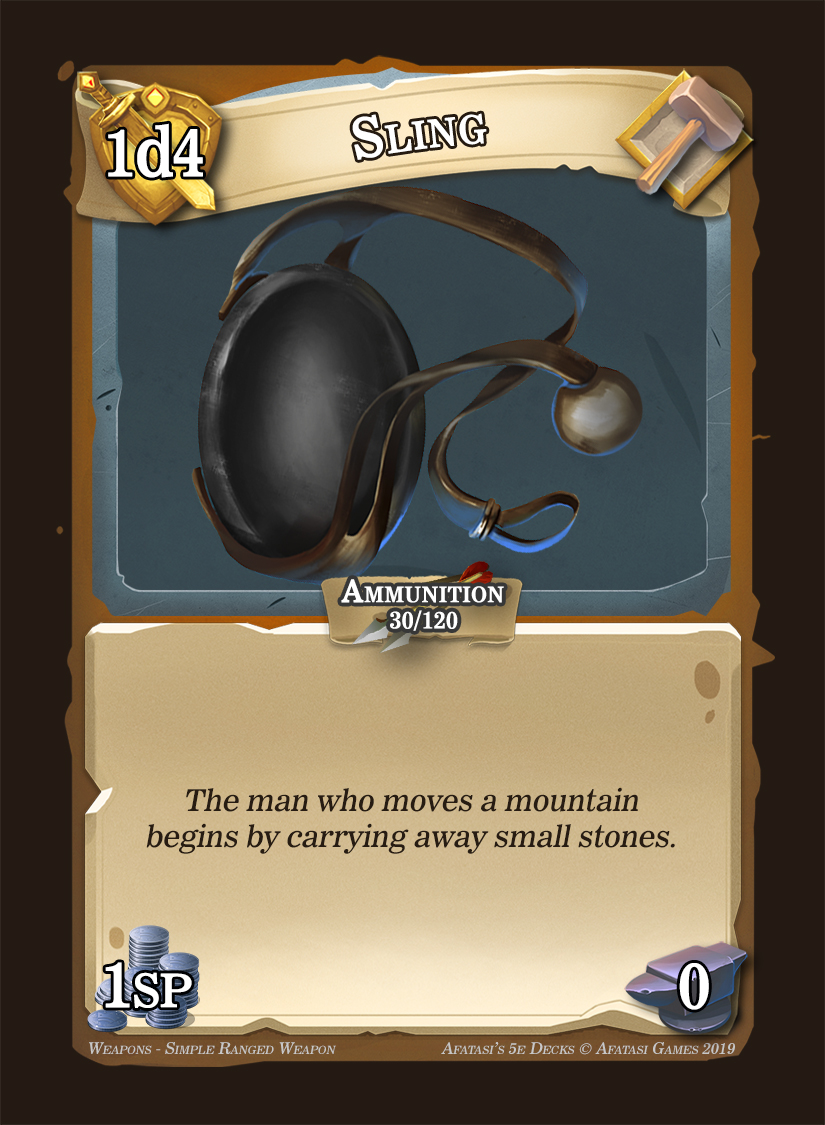 1d4
Sling
Ammunition
30/120
The man who moves a mountain
begins by carrying away small stones.
1SP
0
Weapons - Simple Ranged Weapon
Afatasi's 5e Decks © Afatasi Games 2019